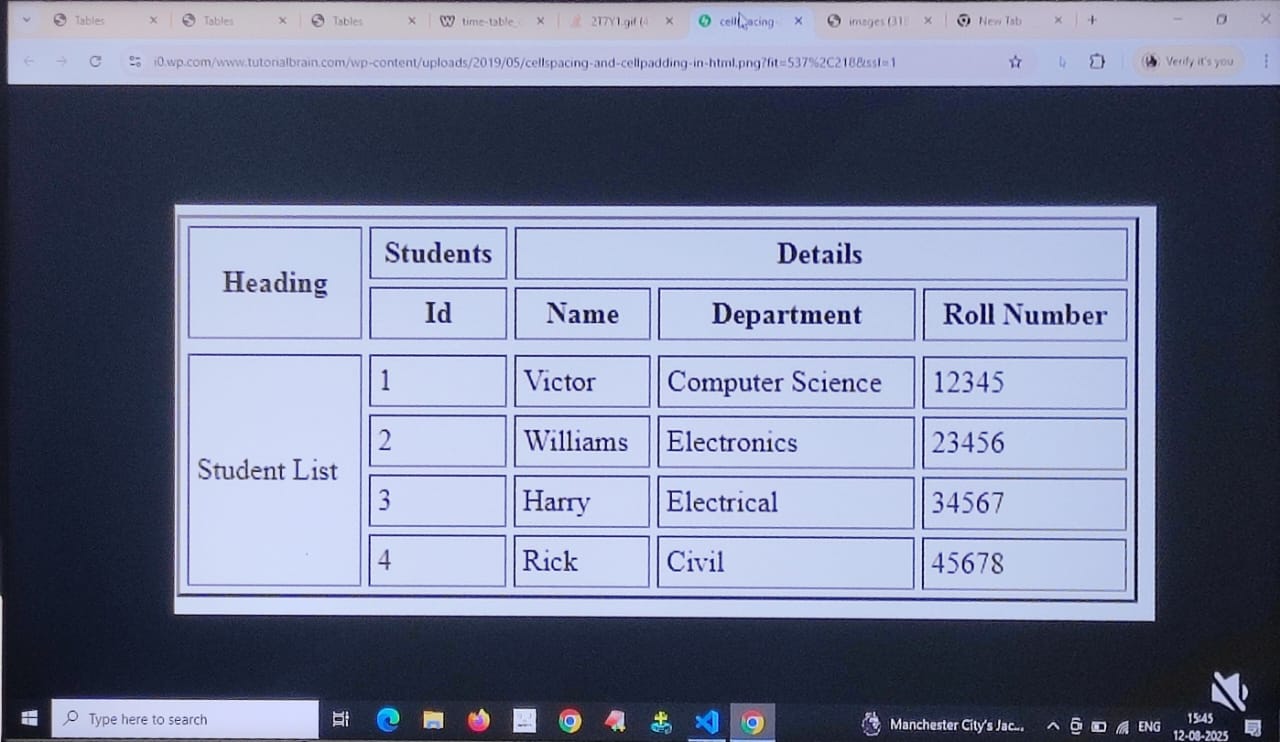 Tables
Tables
Tables
time-table_
2T7Y1.gif (4
cellspacing-
images (318
New Tab
i0.wp.com/www.tutorialbrain.com/wp-content/uploads/2019/05/cellspacing-and-cellpadding-in-html.png?fit=537%2C218&ssl=1
Verify it's you
Heading Students Details
Id Name Department Roll Number
Student List
1 Victor Computer Science 12345
2 Williams Electronics 23456
3 Harry Electrical 34567
4 Rick Civil 45678
Type here to search
Manchester City's Jac...
ENG
15:45
12-08-2025